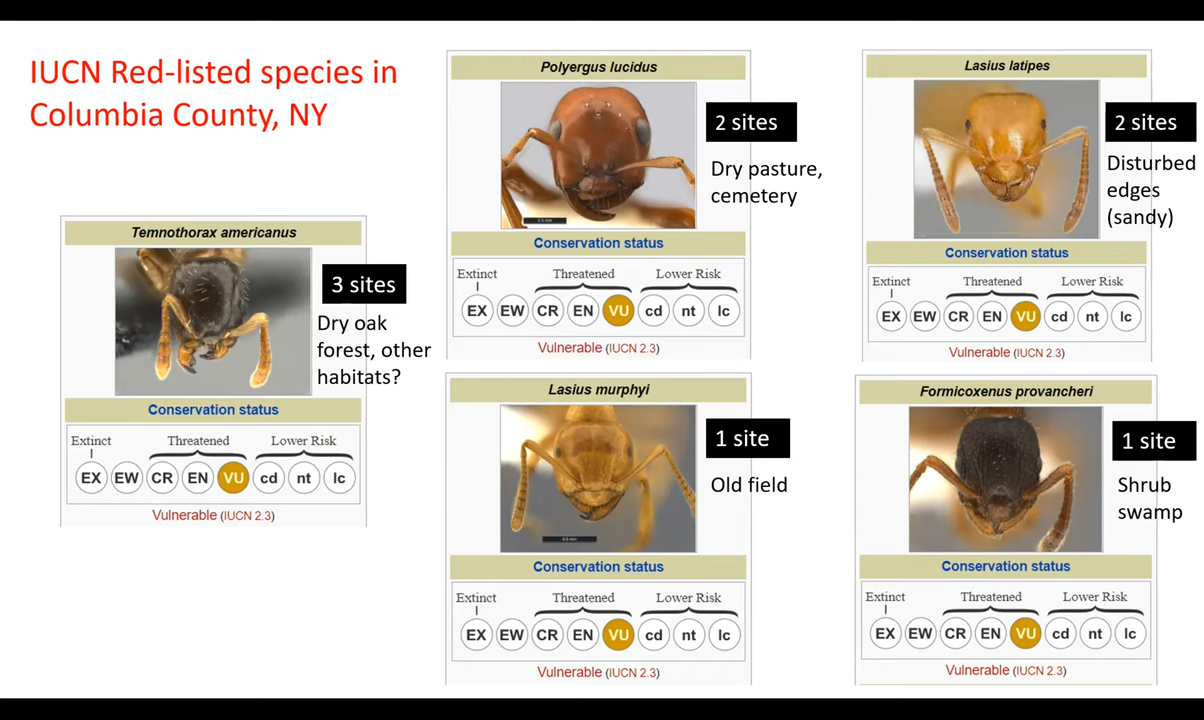 IUCN Red-listed species in
Columbia County, NY
Temnothorax americanus
3 sites
Dry oak
forest, other
habitats?
Conservation status
Extinct Threatened Lower Risk
EX EW CR EN VU cd nt lc
Vulnerable (IUCN 2.3)
Polyergus lucidus
2 sites
Dry pasture,
cemetery
0.5 mm
Conservation status
Extinct Threatened Lower Risk
EX EW CR EN VU cd nt lc
Vulnerable (IUCN 2.3)
Lasius murphyi
1 site
Old field
0.5 mm
Conservation status
Extinct Threatened Lower Risk
EX EW CR EN VU cd nt lc
Vulnerable (IUCN 2.3)
Lasius latipes
2 sites
Disturbed
edges
(sandy)
Conservation status
Extinct Threatened Lower Risk
EX EW CR EN VU cd nt lc
Vulnerable (IUCN 2.3)
Formicoxenus provancheri
1 site
Shrub
swamp
Conservation status
Extinct Threatened Lower Risk
EX EW CR EN VU cd nt lc
Vulnerable (IUCN 2.3)